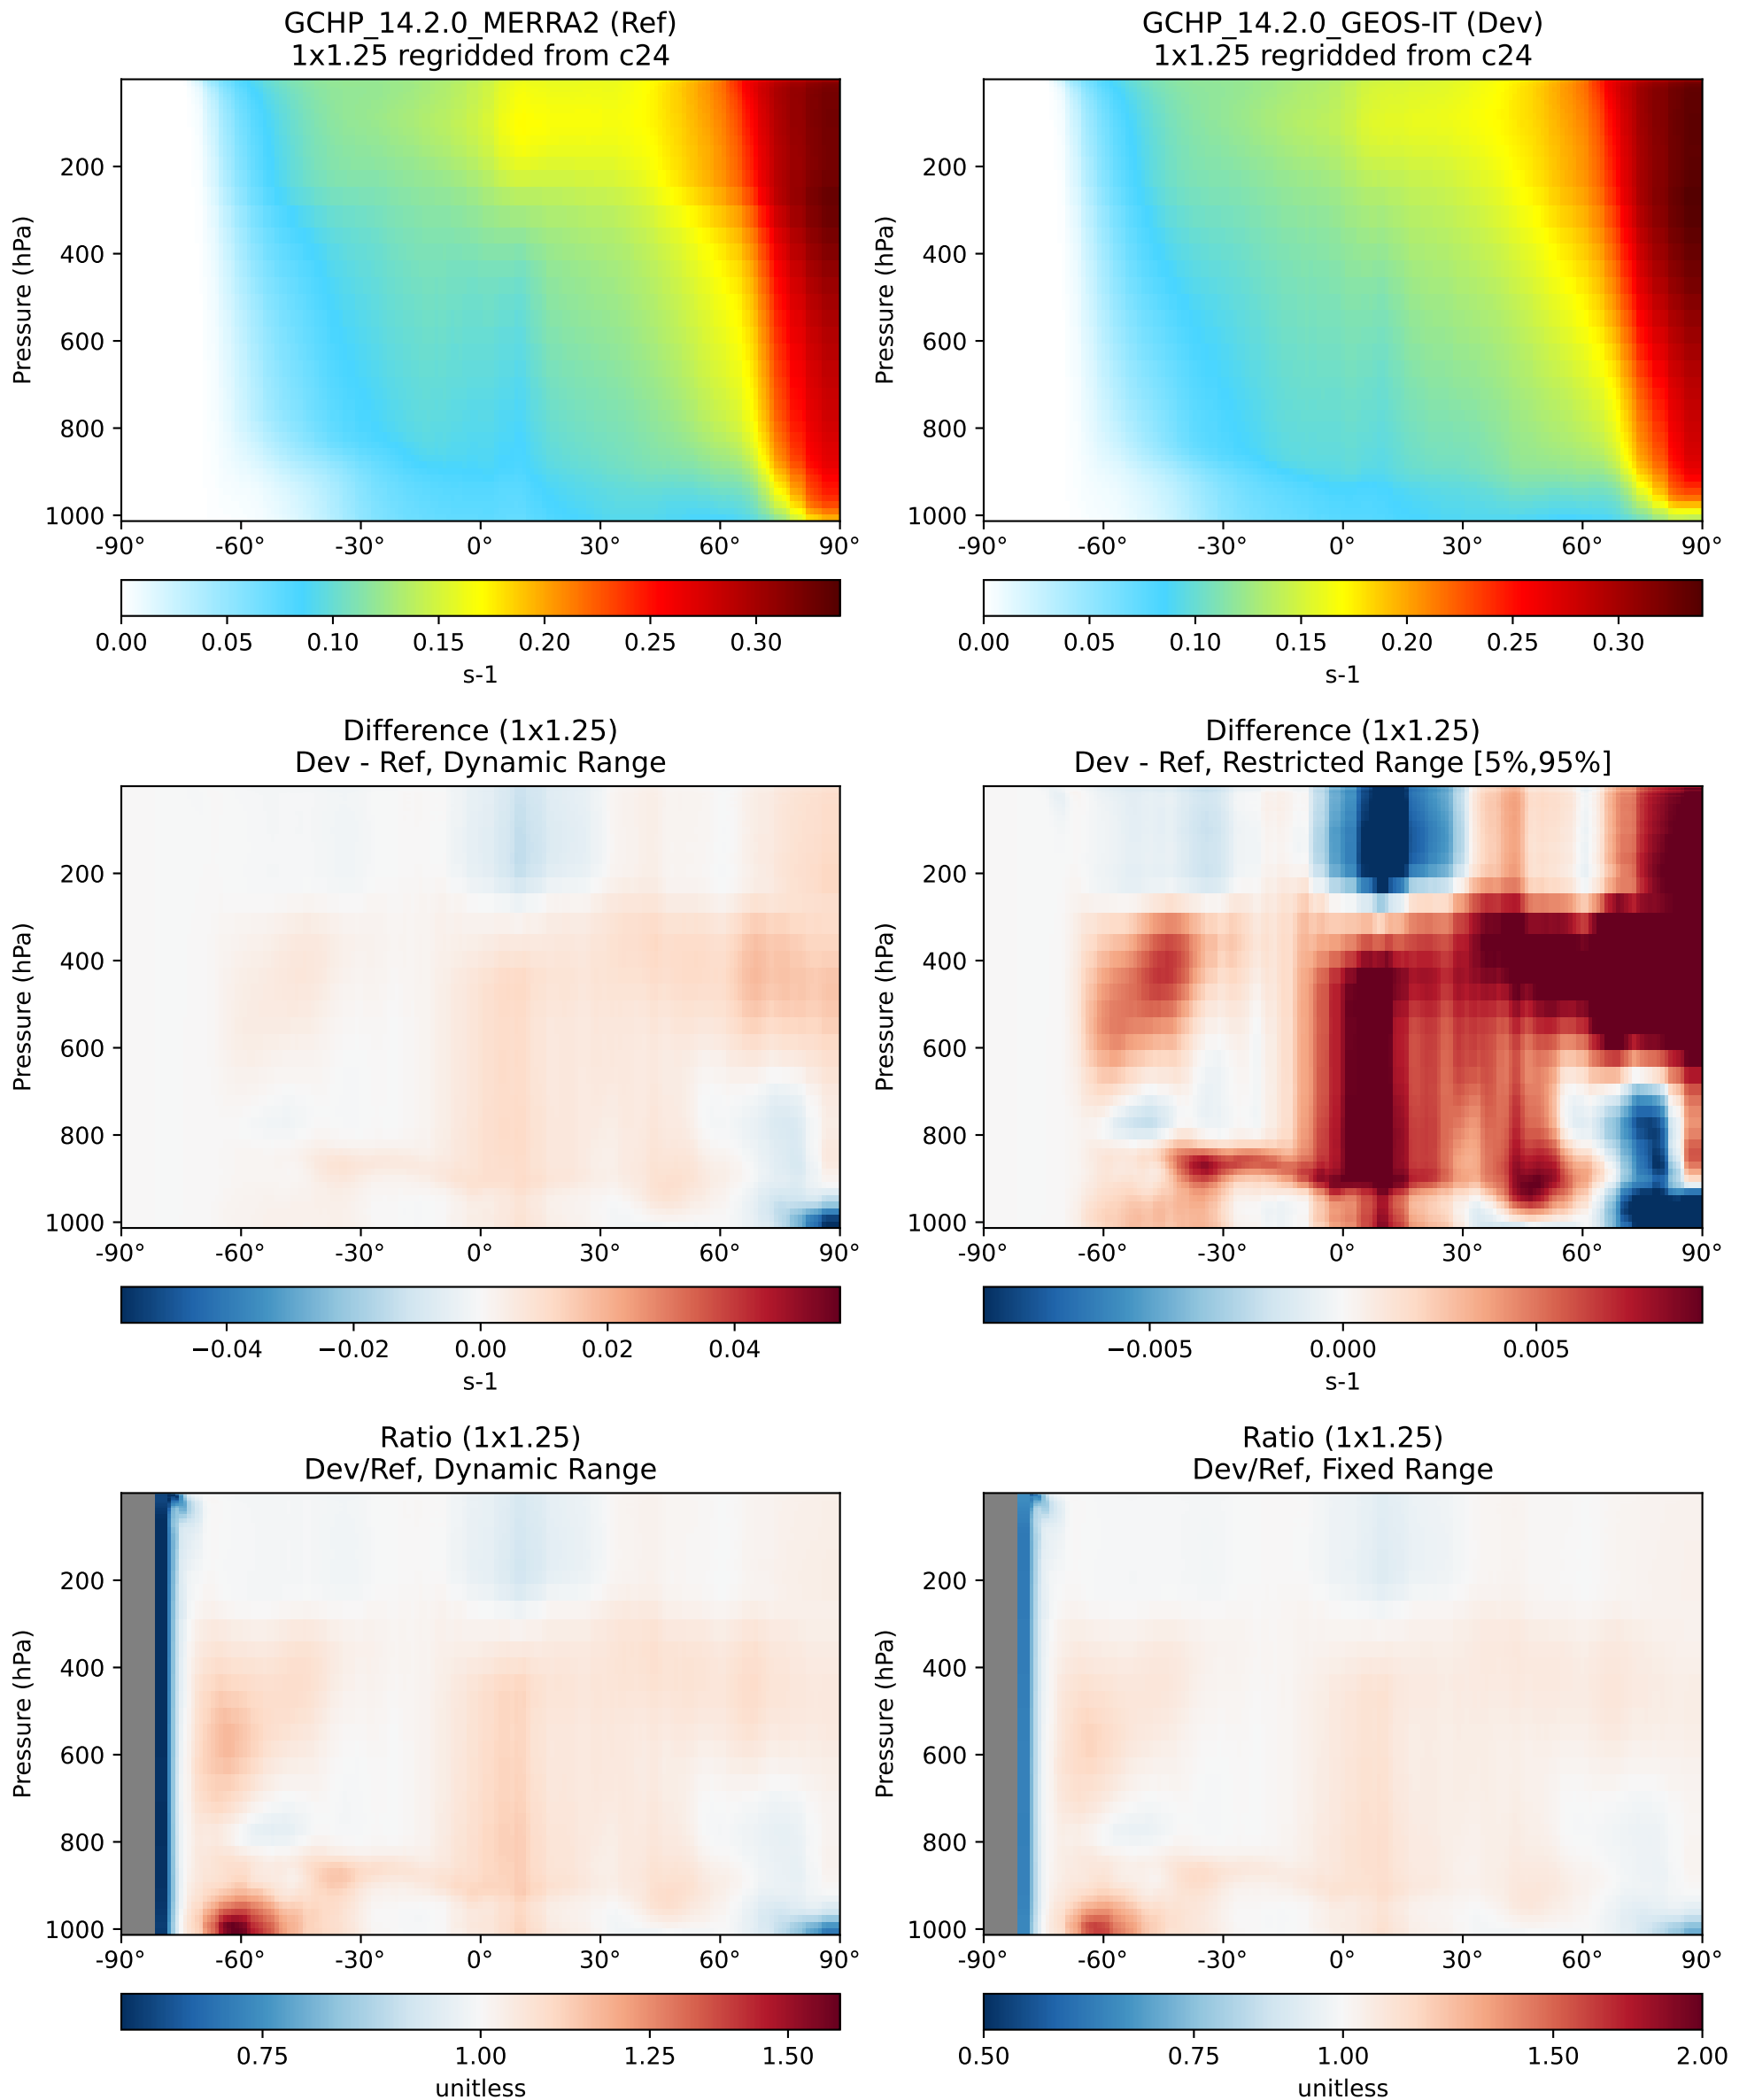 GCHP_14.2.0_MERRA2 (Ref)
1x1.25 regridded from c24
Pressure (hPa)
200
400
600
800
1000
-90° -60° -30° 0° 30° 60° 90°
0.00 0.05 0.10 0.15 0.20 0.25 0.30
s-1
GCHP_14.2.0_GEOS-IT (Dev)
1x1.25 regridded from c24
Pressure (hPa)
200
400
600
800
1000
-90° -60° -30° 0° 30° 60° 90°
0.00 0.05 0.10 0.15 0.20 0.25 0.30
s-1
Difference (1x1.25)
Dev - Ref, Dynamic Range
Pressure (hPa)
200
400
600
800
1000
-90° -60° -30° 0° 30° 60° 90°
−0.04 −0.02 0.00 0.02 0.04
s-1
Difference (1x1.25)
Dev - Ref, Restricted Range [5%,95%]
Pressure (hPa)
200
400
600
800
1000
-90° -60° -30° 0° 30° 60° 90°
−0.005 0.000 0.005
s-1
Ratio (1x1.25)
Dev/Ref, Dynamic Range
Pressure (hPa)
200
400
600
800
1000
-90° -60° -30° 0° 30° 60° 90°
0.75 1.00 1.25 1.50
unitless
Ratio (1x1.25)
Dev/Ref, Fixed Range
Pressure (hPa)
200
400
600
800
1000
-90° -60° -30° 0° 30° 60° 90°
0.50 0.75 1.00 1.50 2.00
unitless